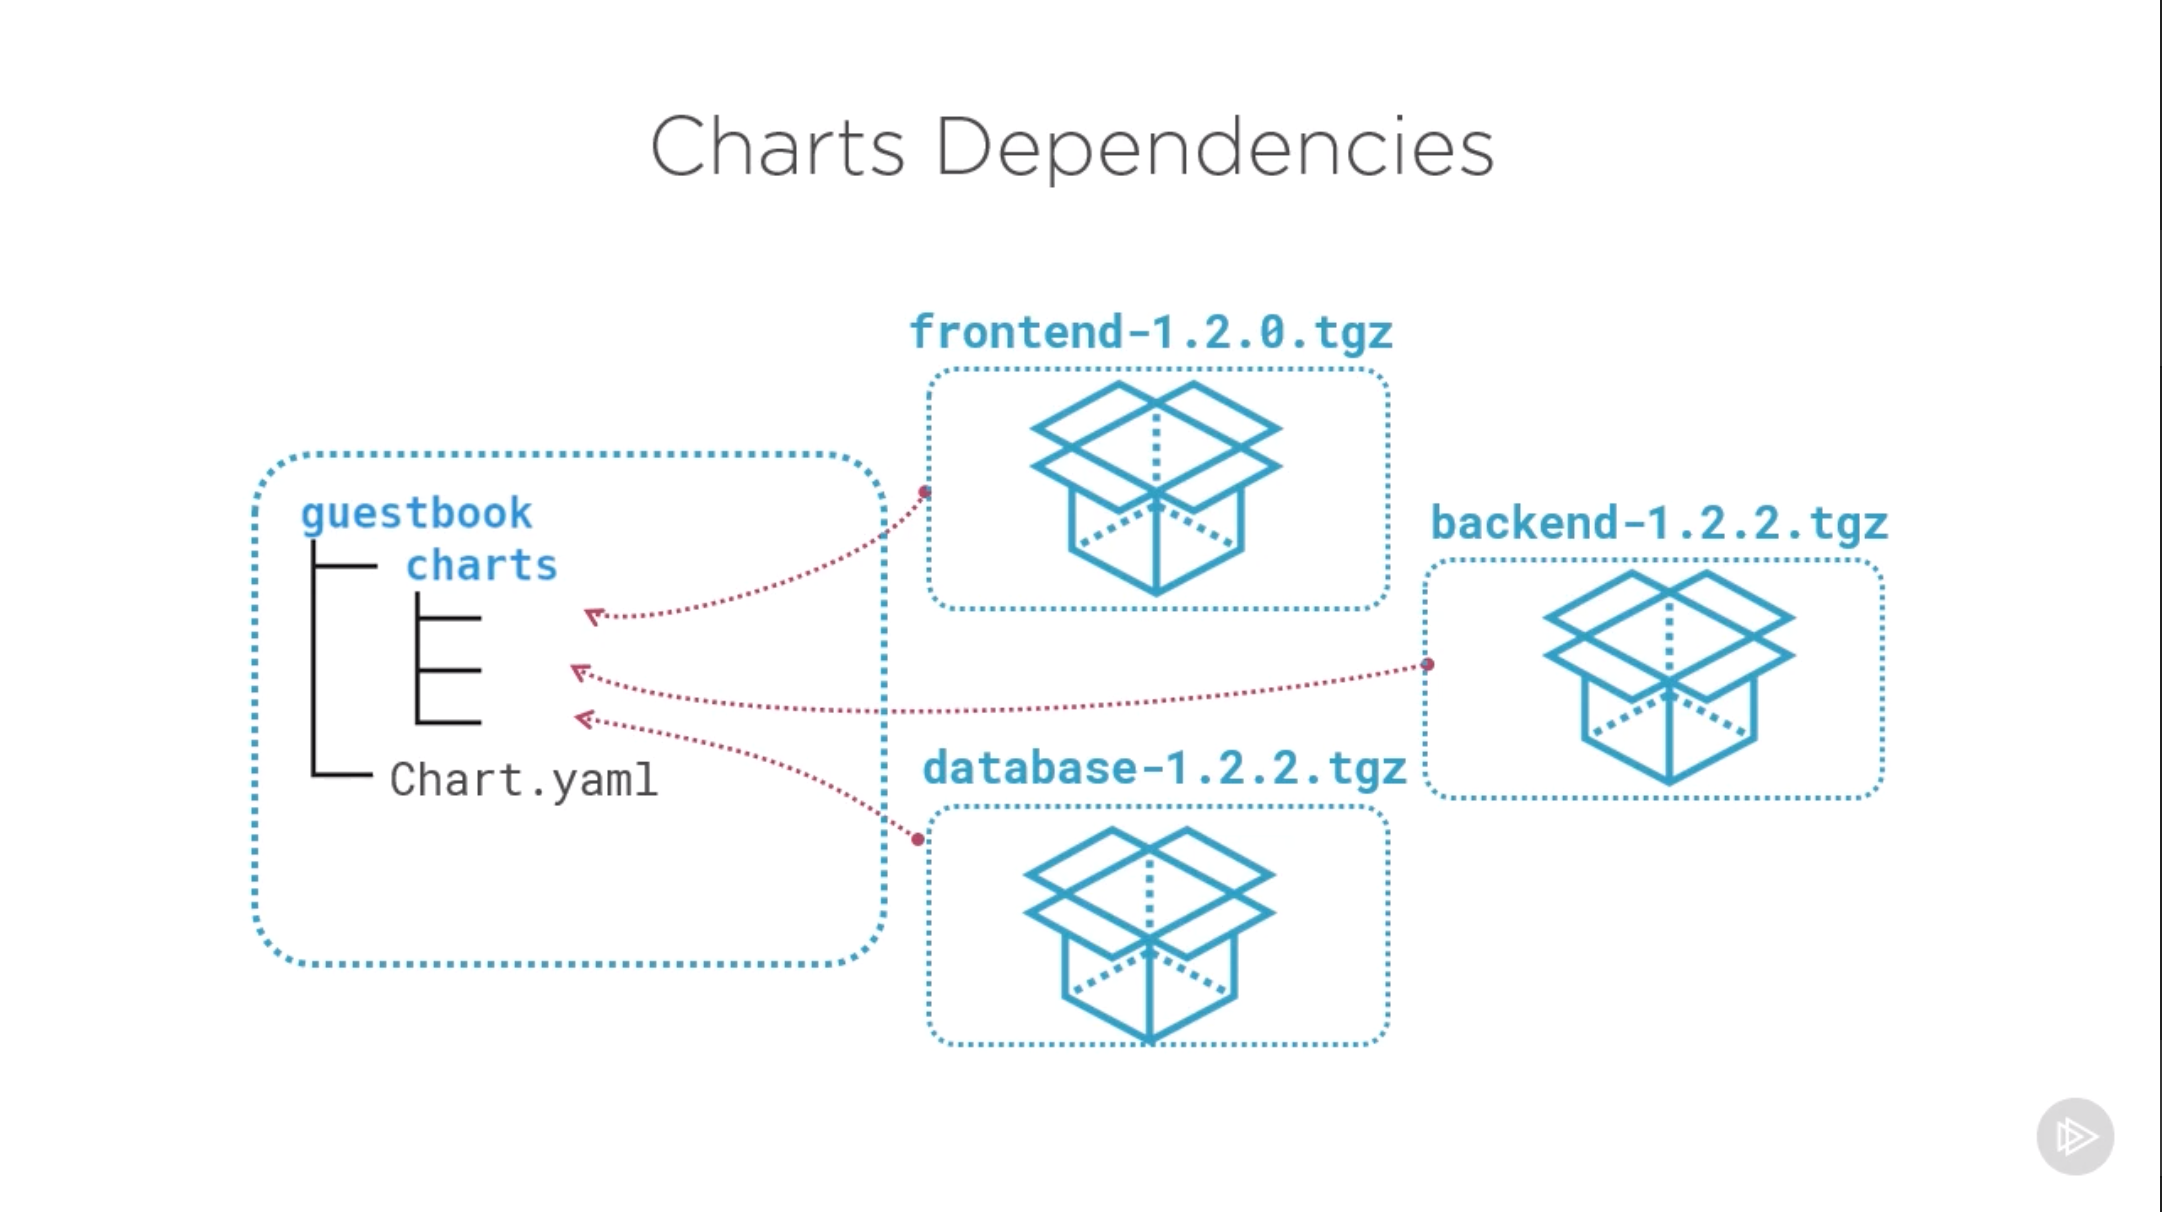 Charts Dependencies
frontend-1.2.0.tgz
guestbook
charts
backend-1.2.2.tgz
database-1.2.2.tgz
Chart.yaml